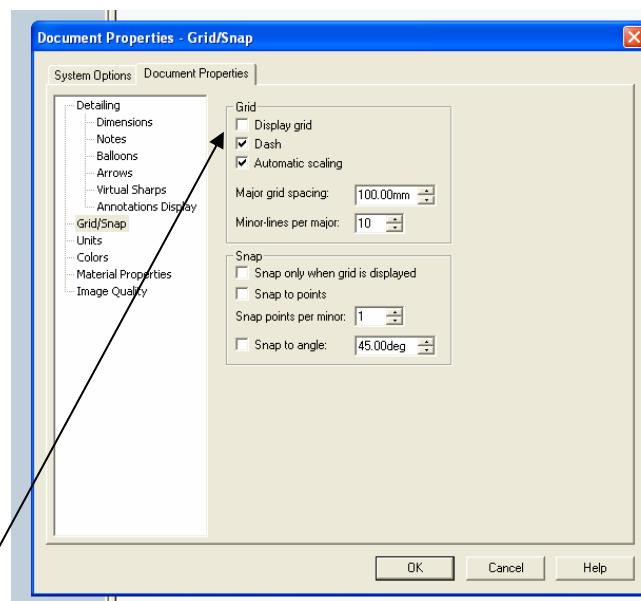 Document Properties - Grid/Snap
System Options
Document Properties
Detailing
Dimensions
Notes
Balloons
Arrows
Virtual Sharps
Annotations Display
Grid/Snap
Units
Colors
Material Properties
Image Quality
Grid
Display grid
Dash
Automatic scaling
Major grid spacing: 100.00mm
Minor-lines per major: 10
Snap
Snap only when grid is displayed
Snap to points
Snap points per minor: 1
Snap to angle: 45.00deg
OK Cancel Help